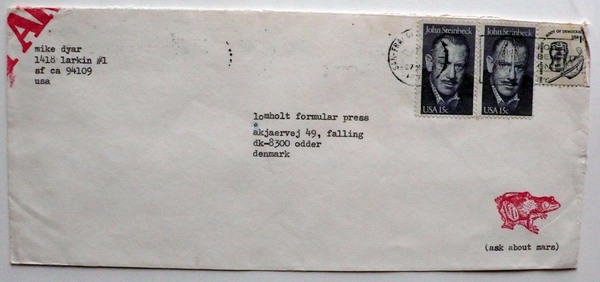 mike dyar
1418 larkin #1
sf ca 94109
usa
John Steinbeck
USA 15c
John Steinbeck
USA 15c
lomholt formular press
akjaervej 49, falling
dk-8300 odder
denmark
(ask about mars)